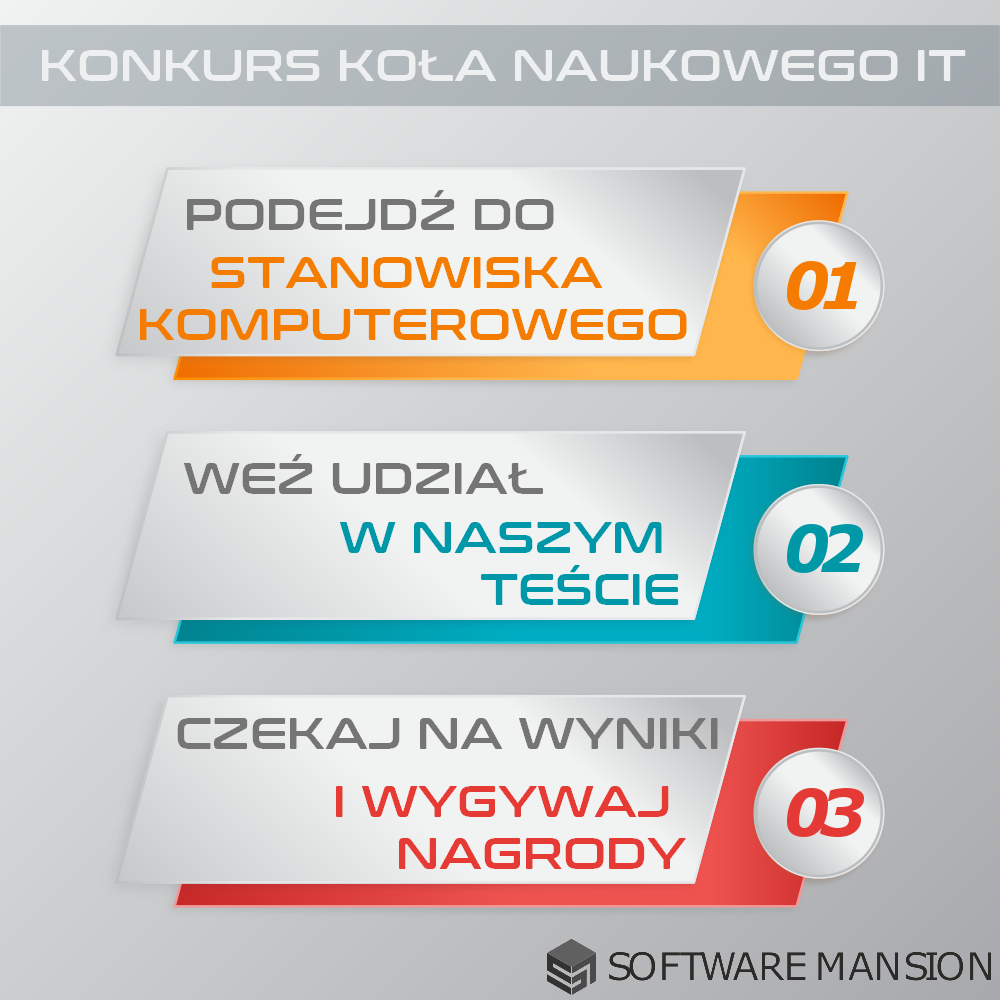 KONKURS KOŁA NAUKOWEGO IT
PODEJDŹ DO
STANOWISKA
KOMPUTEROWEGO
01
WEŹ UDZIAŁ
W NASZYM
TEŚCIE
02
CZEKAJ NA WYNIKI
I WYGYWAJ
NAGRODY
03
SOFTWARE MANSION